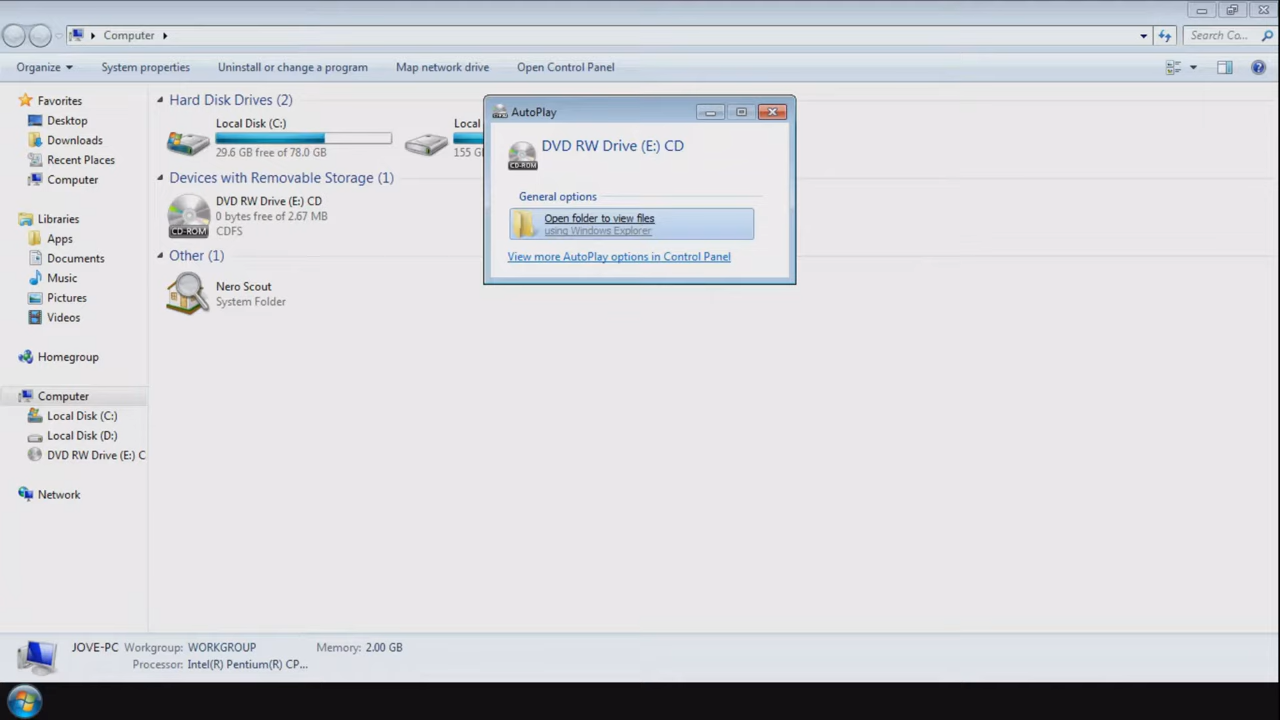 Computer
Search Co...
Organize
System properties
Uninstall or change a program
Map network drive
Open Control Panel
Favorites
Desktop
Downloads
Recent Places
Computer
Libraries
Apps
Documents
Music
Pictures
Videos
Homegroup
Computer
Local Disk (C:)
Local Disk (D:)
DVD RW Drive (E:) C
Network
Hard Disk Drives (2)
Local Disk (C:)
29.6 GB free of 78.0 GB
Local
155 G
Devices with Removable Storage (1)
DVD RW Drive (E:) CD
0 bytes free of 2.67 MB
CDFS
CD-ROM
Other (1)
Nero Scout
System Folder
AutoPlay
DVD RW Drive (E:) CD
CD-ROM
General options
Open folder to view files
using Windows Explorer
View more AutoPlay options in Control Panel
JOVE-PC Workgroup: WORKGROUP Memory: 2.00 GB
Processor: Intel(R) Pentium(R) CP...